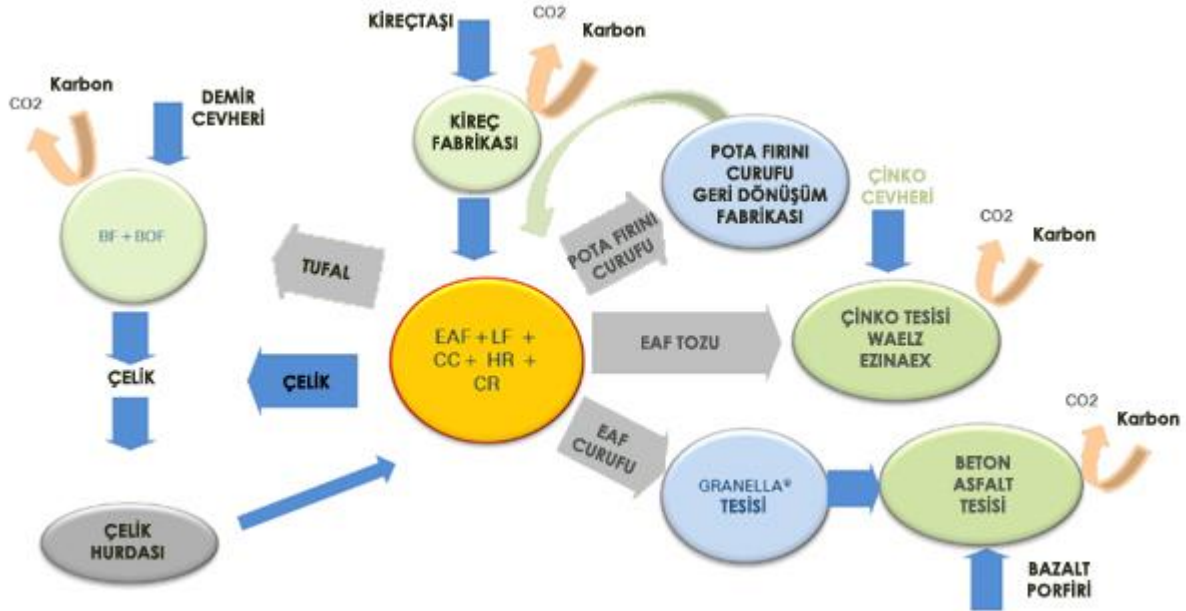 CO2
Karbon
DEMİR
CEVHERİ
BF + BOF
ÇELİK
ÇELİK
HURDASI
KİREÇTAŞI
CO2
Karbon
KİREÇ
FABRİKASI
TUFAL
ÇELİK
EAF + LF +
CC + HR +
CR
POTA FIRINI
CURUFU
POTA FIRINI
CURUFU
GERİ DÖNÜŞÜM
FABRİKASI
EAF TOZU
ÇİNKO
CEVHERİ
CO2
Karbon
ÇİNKO TESİSİ
WAELZ
EZINAEX
EAF
CURUFU
GRANELLA®
TESİSİ
CO2
Karbon
BETON
ASFALT
TESİSİ
BAZALT
PORFİRİ